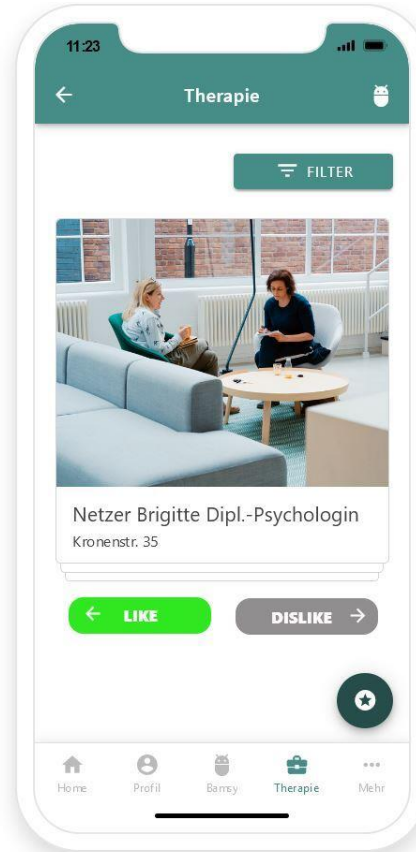 11:23
Therapie
FILTER
Netzer Brigitte Dipl.-Psychologin
Kronenstr. 35
LIKE
DISLIKE
Home
Profil
Bamsy
Therapie
Mehr